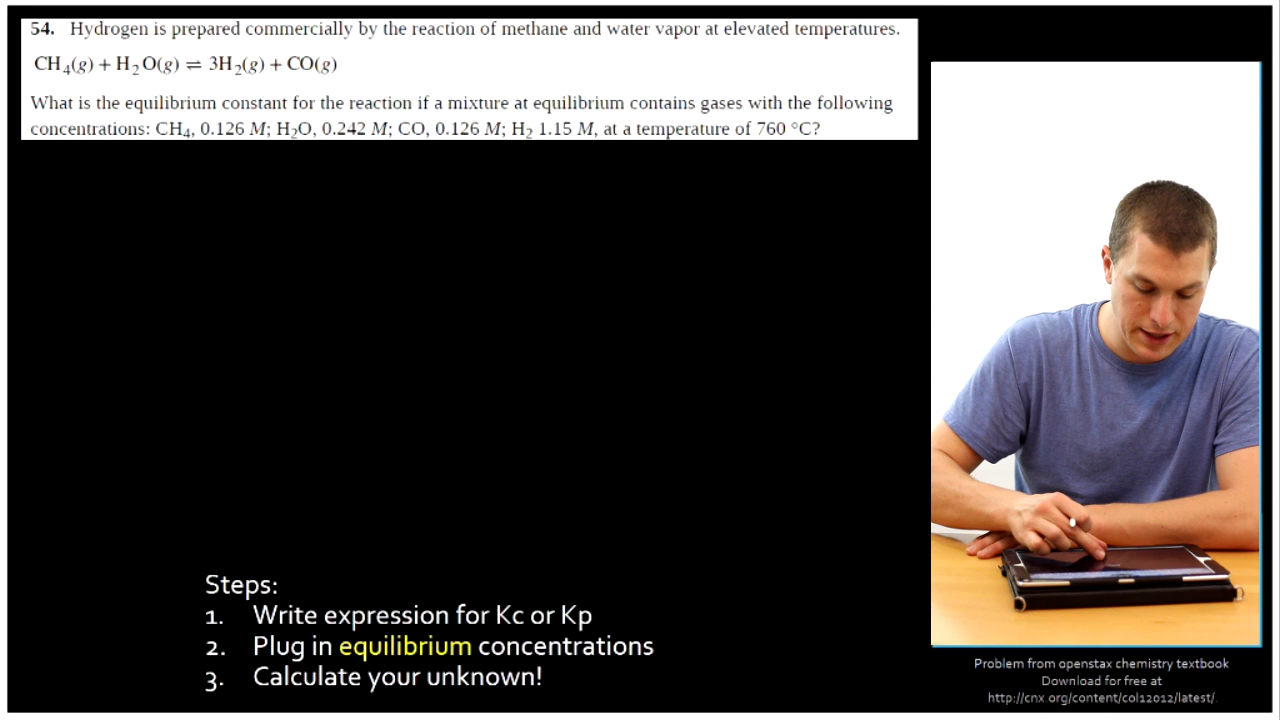 54. Hydrogen is prepared commercially by the reaction of methane and water vapor at elevated temperatures.
CH₄(g) + H₂O(g) ⇌ 3H₂(g) + CO(g)
What is the equilibrium constant for the reaction if a mixture at equilibrium contains gases with the following
concentrations: CH₄, 0.126 M; H₂O, 0.242 M; CO, 0.126 M; H₂ 1.15 M, at a temperature of 760 °C?
Steps:
1. Write expression for Kc or Kp
2. Plug in equilibrium concentrations
3. Calculate your unknown!
Problem from openstax chemistry textbook
Download for free at
http://cnx.org/content/col12012/latest/.